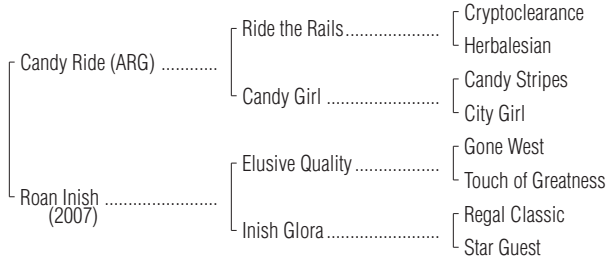 Cryptoclearance
Ride the Rails
Herbalesian
Candy Ride (ARG)
Candy Stripes
Candy Girl
City Girl
Gone West
Elusive Quality
Touch of Greatness
Roan Inish
(2007)
Regal Classic
Inish Glora
Star Guest